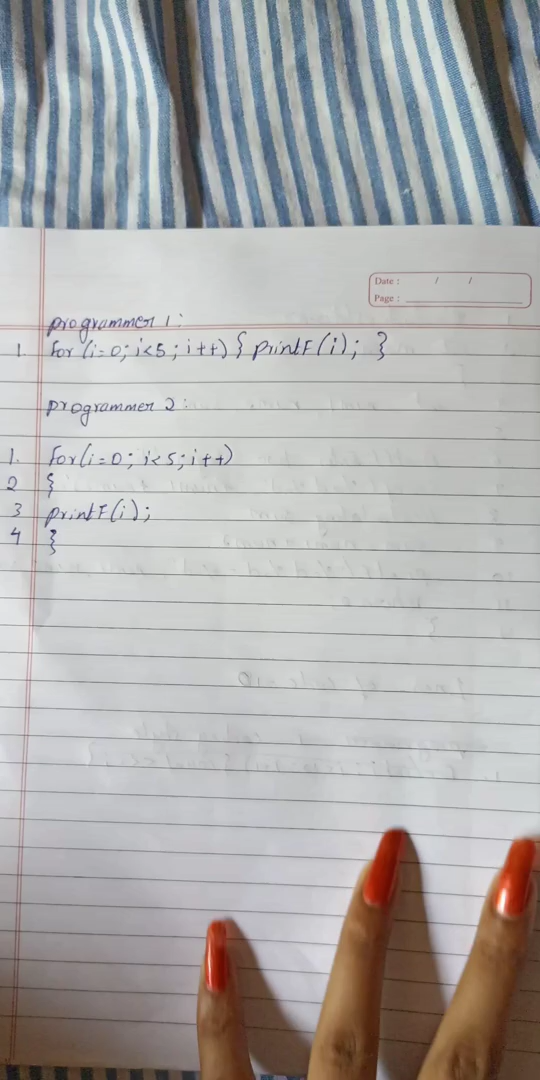 Date : / /
Page :
programmer 1 :
1. for (i=0; i<5; i++) { printf(i); }
programmer 2 :
1. for(i=0; i<5; i++)
2 {
3 printf(i);
4 }